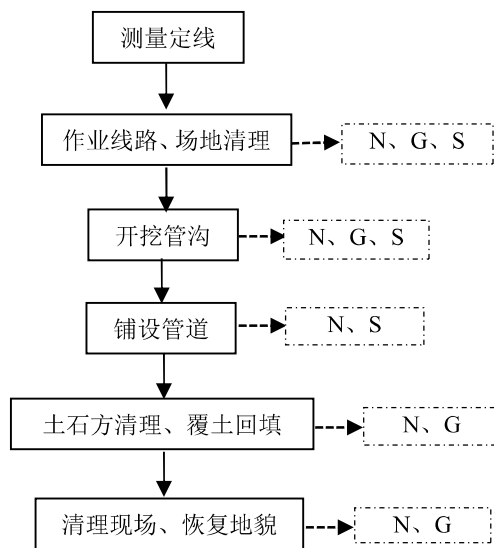 测量定线
作业线路、场地清理
N、G、S
开挖管沟
N、G、S
铺设管道
N、S
土石方清理、覆土回填
N、G
清理现场、恢复地貌
N、G